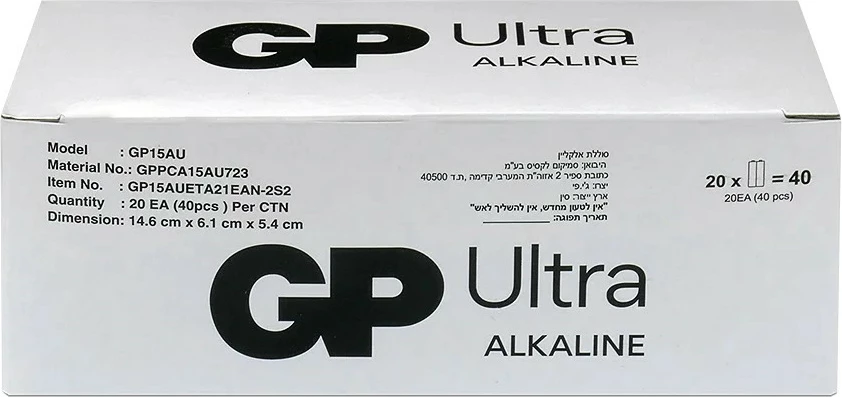 GP Ultra
ALKALINE
Model : GP15AU
Material No.: GPPCA15AU723
Item No. : GP15AUETA21EAN-2S2
Quantity : 20 EA (40pcs ) Per CTN
Dimension: 14.6 cm x 6.1 cm x 5.4 cm
סוללת אלקליין
היבואן: סמיקום לקסיס בע"מ
כתובת ספיר 2 אזוה"ת המערבי קדימה ,ת.ד 40500
יצרן: ג'י.פי
ארץ ייצור: סין
"אין לטעון מחדש, אין להשליך לאש"
תאריך תפוגה:
20 x = 40
20EA (40 pcs)
GP Ultra
ALKALINE